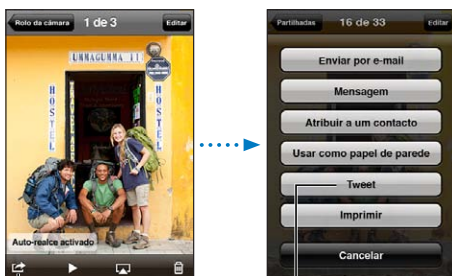 Rolo da câmara
1 de 3
Editar
UMMAGUMMA II
HOSTEL
HOSTEL
Auto-realce activado
Partilhadas
16 de 33
Editar
Enviar por e-mail
Mensagem
Atribuir a um contacto
Usar como papel de parede
Tweet
Imprimir
Cancelar